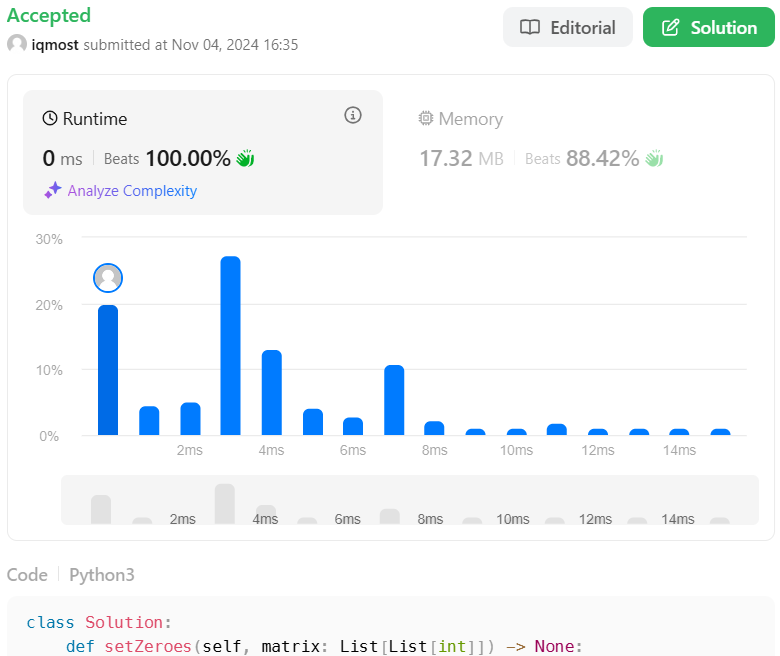 Accepted
iqmost submitted at Nov 04, 2024 16:35
Editorial
Solution
Runtime
0 ms Beats 100.00%
Analyze Complexity
Memory
17.32 MB Beats 88.42%
30%
20%
10%
0%
2ms 4ms 6ms 8ms 10ms 12ms 14ms
2ms 4ms 6ms 8ms 10ms 12ms 14ms
Code Python3
class Solution:
    def setZeroes(self, matrix: List[List[int]]) -> None: